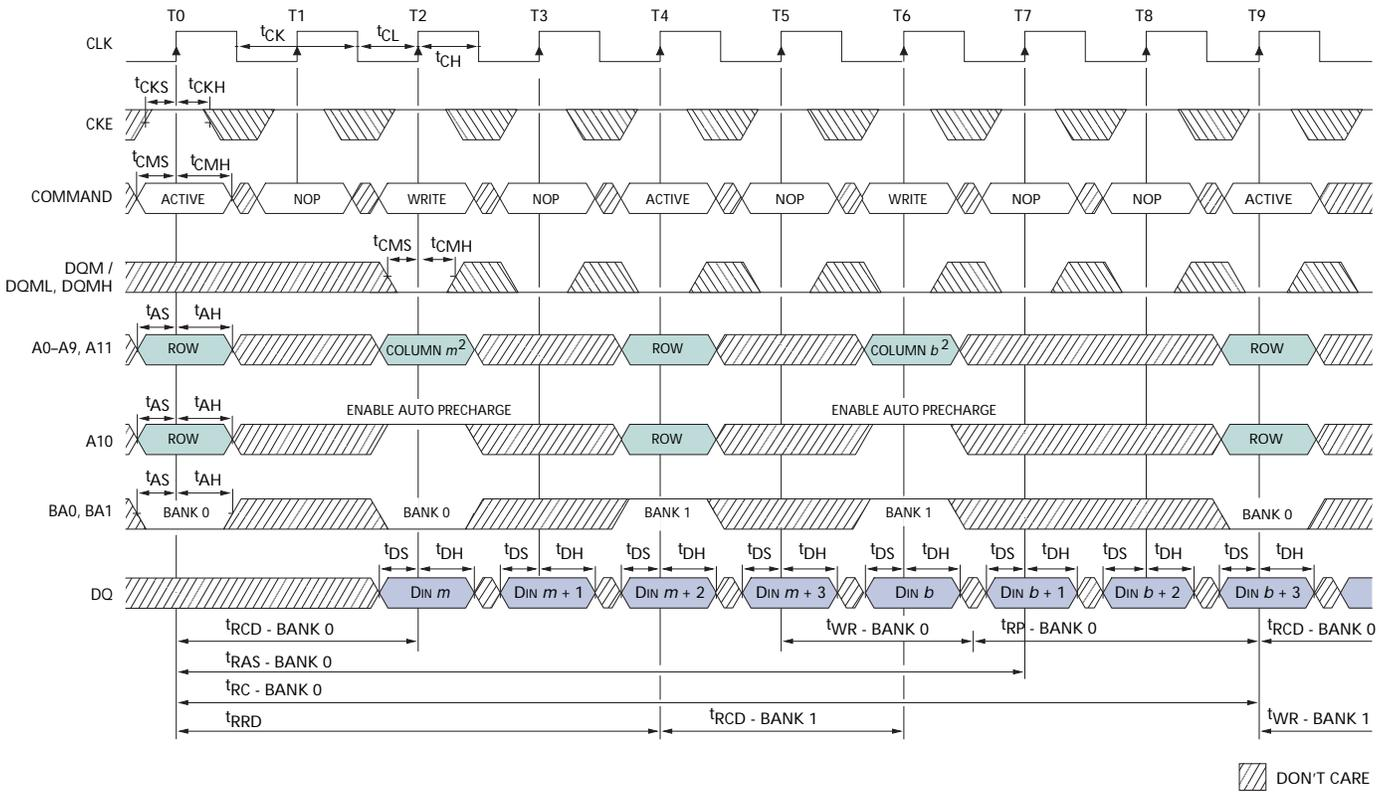 T0 T1 T2 T3 T4 T5 T6 T7 T8 T9
CLK tCK tCL tCH
tCKS tCKH
CKE
tCMS tCMH
COMMAND ACTIVE NOP WRITE NOP ACTIVE NOP WRITE NOP NOP ACTIVE
tCMS tCMH
DQM /
DQML, DQMH
tAS tAH
A0–A9, A11 ROW COLUMN m2 ROW COLUMN b2 ROW
tAS tAH ENABLE AUTO PRECHARGE ENABLE AUTO PRECHARGE
A10 ROW ROW ROW
tAS tAH
BA0, BA1 BANK 0 BANK 0 BANK 1 BANK 1 BANK 0
tDS tDH tDS tDH tDS tDH tDS tDH tDS tDH tDS tDH tDS tDH tDS tDH
DQ DIN m DIN m + 1 DIN m + 2 DIN m + 3 DIN b DIN b + 1 DIN b + 2 DIN b + 3
tRCD - BANK 0 tWR - BANK 0 tRP - BANK 0 tRCD - BANK 0
tRAS - BANK 0
tRC - BANK 0
tRRD tRCD - BANK 1 tWR - BANK 1
DON'T CARE